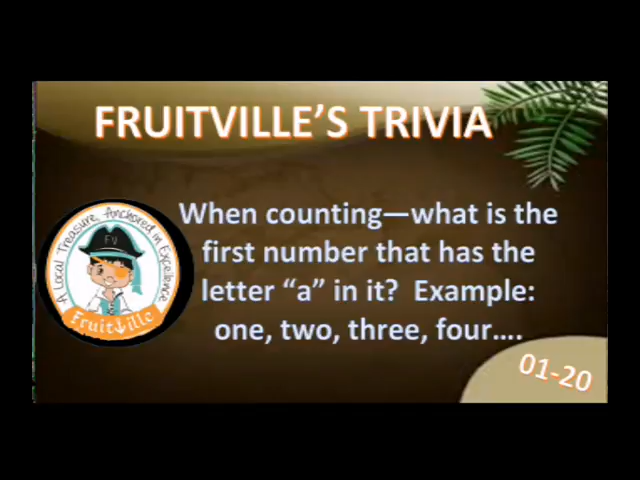 FRUITVILLE'S TRIVIA
When counting—what is the
first number that has the
letter “a” in it? Example:
one, two, three, four….
A Local Treasure, Anchored in Excellence
FV
Fruitville
01-20